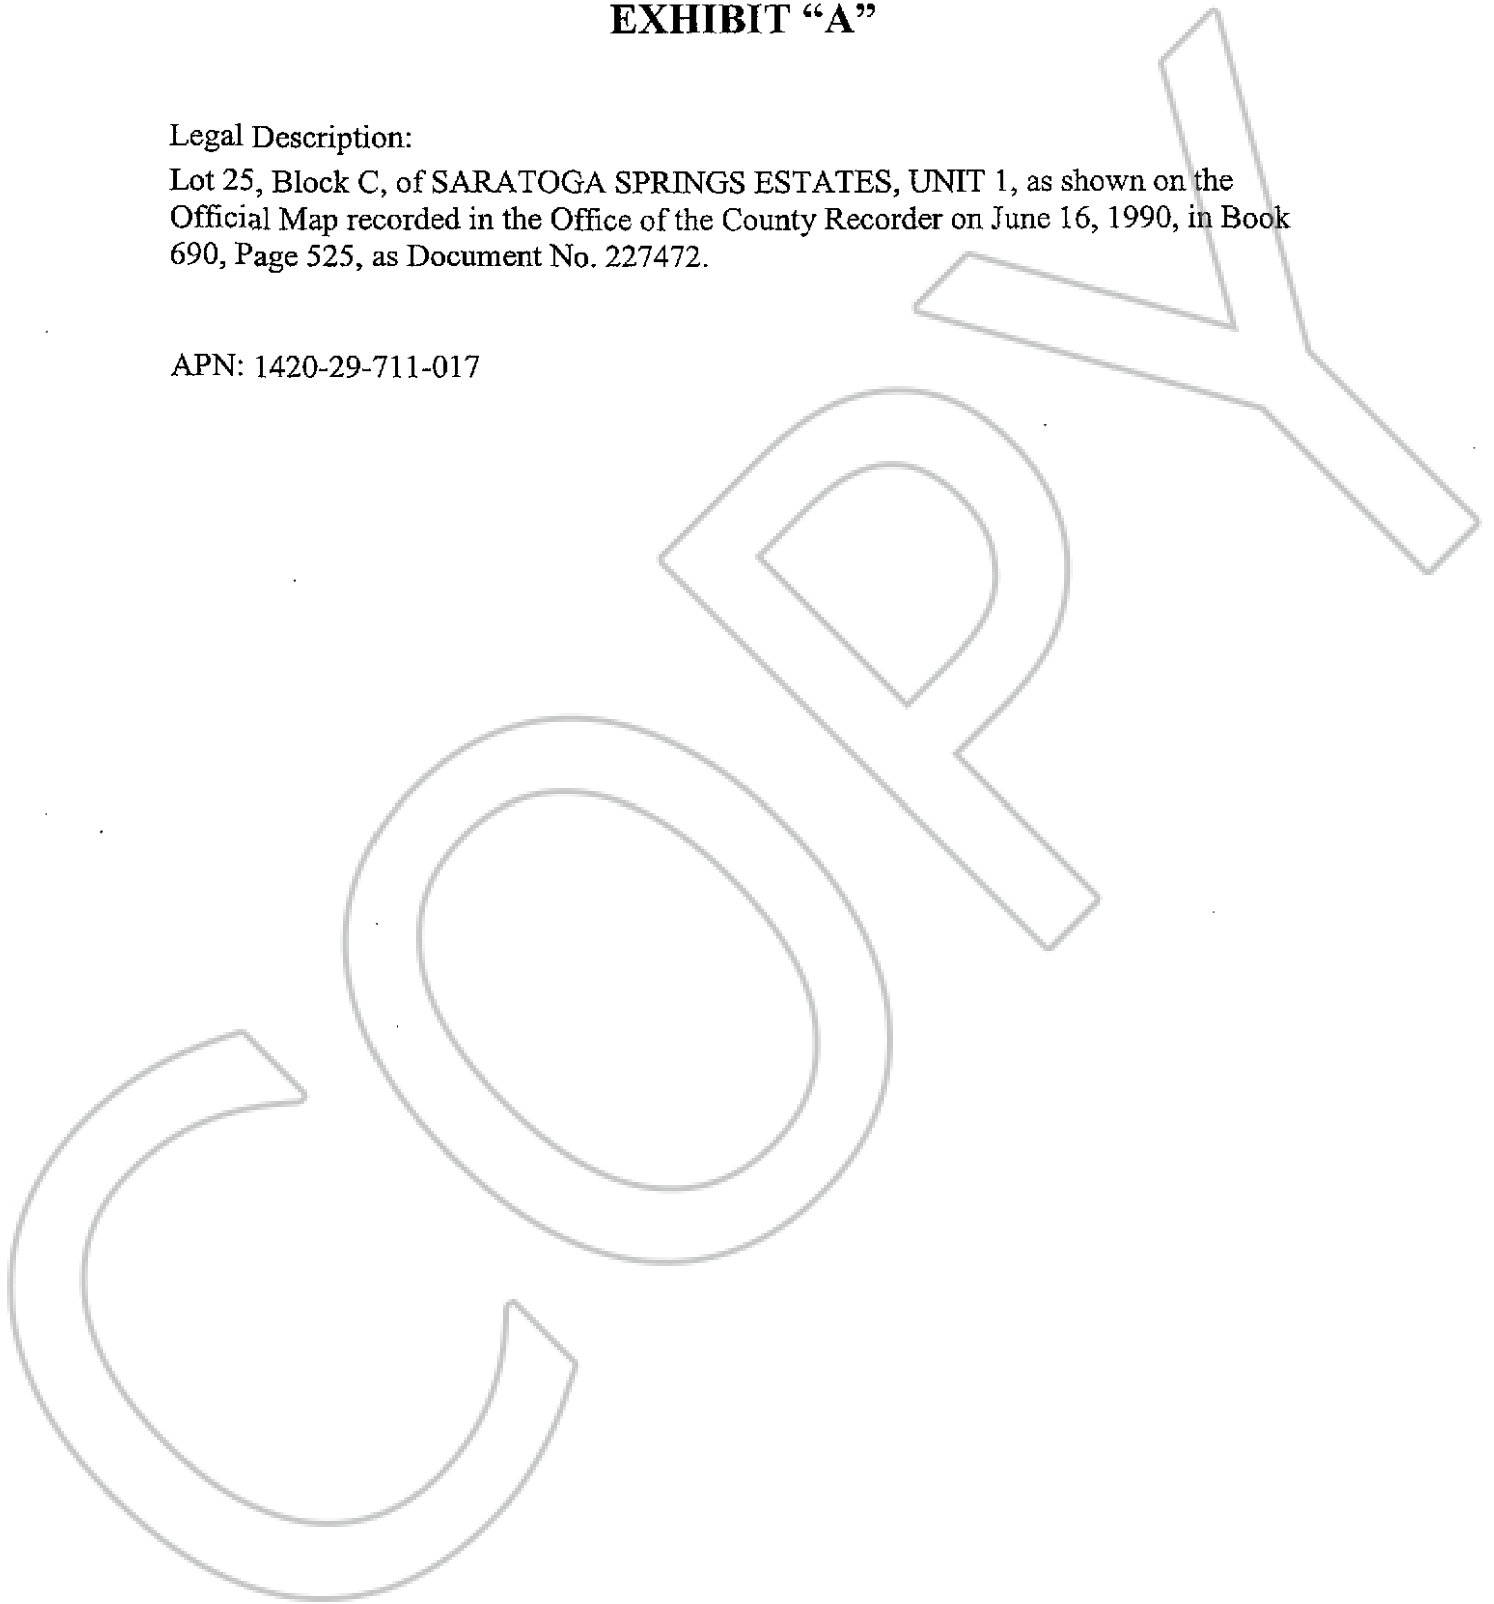 EXHIBIT “A”
Legal Description:
Lot 25, Block C, of SARATOGA SPRINGS ESTATES, UNIT 1, as shown on the
Official Map recorded in the Office of the County Recorder on June 16, 1990, in Book
690, Page 525, as Document No. 227472.
APN: 1420-29-711-017
COPY